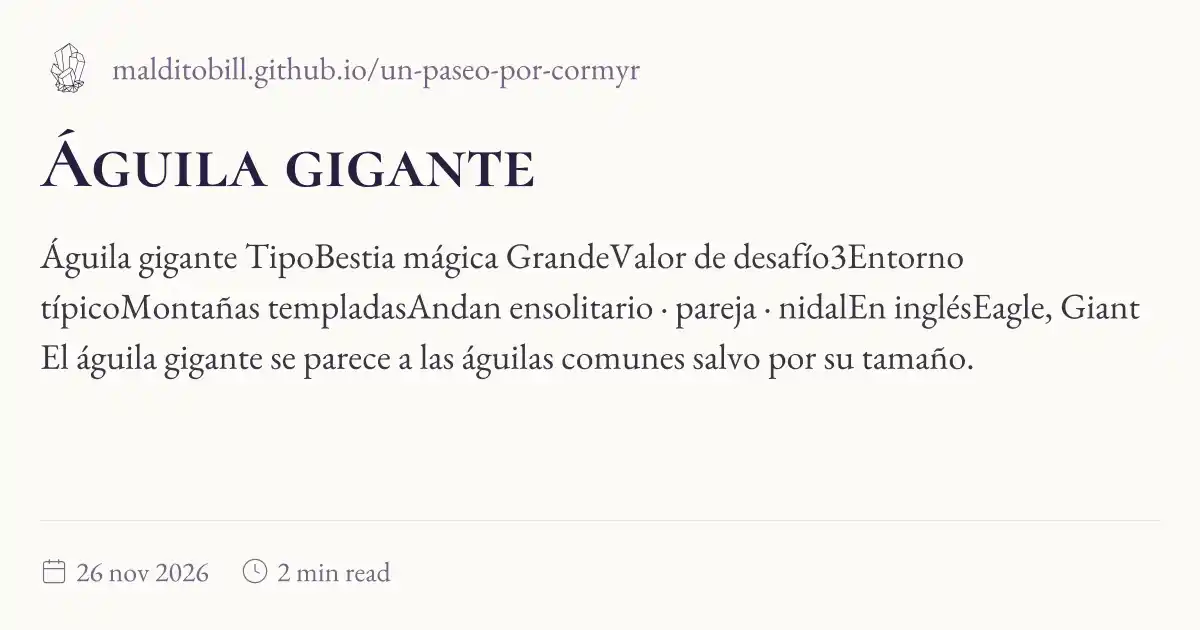 malditobill.github.io/un-paseo-por-cormyr
Águila gigante
Águila gigante TipoBestia mágica GrandeValor de desafío3Entorno
típicoMontañas templadasAndan ensolitario · pareja · nidalEn inglésEagle, Giant
El águila gigante se parece a las águilas comunes salvo por su tamaño.
26 nov 2026 2 min read